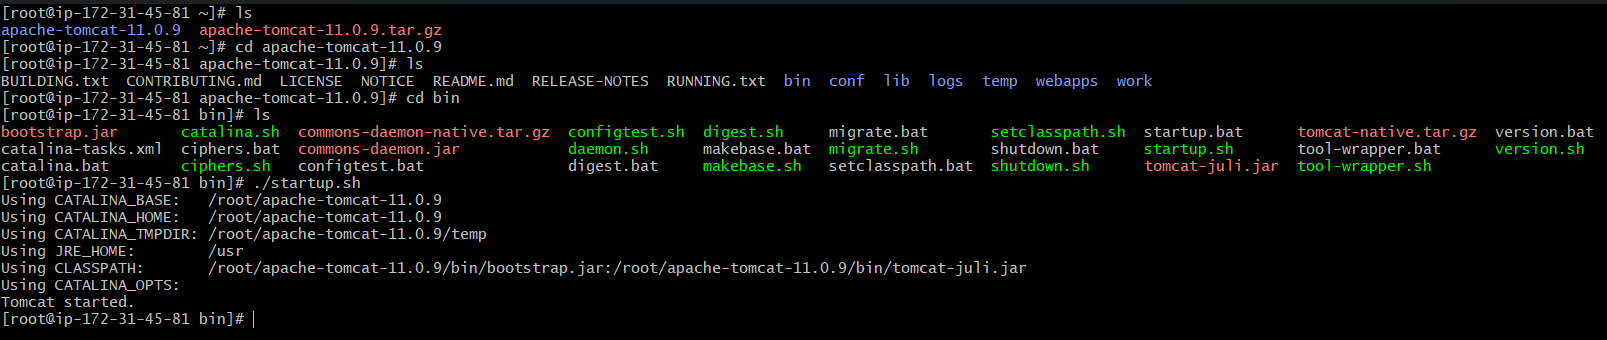 [root@ip-172-31-45-81 ~]# ls
apache-tomcat-11.0.9  apache-tomcat-11.0.9.tar.gz
[root@ip-172-31-45-81 ~]# cd apache-tomcat-11.0.9
[root@ip-172-31-45-81 apache-tomcat-11.0.9]# ls
BUILDING.txt  CONTRIBUTING.md  LICENSE  NOTICE  README.md  RELEASE-NOTES  RUNNING.txt  bin  conf  lib  logs  temp  webapps  work
[root@ip-172-31-45-81 apache-tomcat-11.0.9]# cd bin
[root@ip-172-31-45-81 bin]# ls
bootstrap.jar       catalina.sh  commons-daemon-native.tar.gz  configtest.sh  digest.sh    migrate.bat       setclasspath.sh  startup.bat      tomcat-native.tar.gz  version.bat
catalina-tasks.xml  ciphers.bat  commons-daemon.jar            daemon.sh      makebase.bat  migrate.sh        shutdown.bat     startup.sh       tool-wrapper.bat      version.sh
catalina.bat        ciphers.sh   configtest.bat                digest.bat     makebase.sh  setclasspath.bat  shutdown.sh      tomcat-juli.jar  tool-wrapper.sh
[root@ip-172-31-45-81 bin]# ./startup.sh
Using CATALINA_BASE:   /root/apache-tomcat-11.0.9
Using CATALINA_HOME:   /root/apache-tomcat-11.0.9
Using CATALINA_TMPDIR: /root/apache-tomcat-11.0.9/temp
Using JRE_HOME:        /usr
Using CLASSPATH:       /root/apache-tomcat-11.0.9/bin/bootstrap.jar:/root/apache-tomcat-11.0.9/bin/tomcat-juli.jar
Using CATALINA_OPTS:
Tomcat started.
[root@ip-172-31-45-81 bin]#